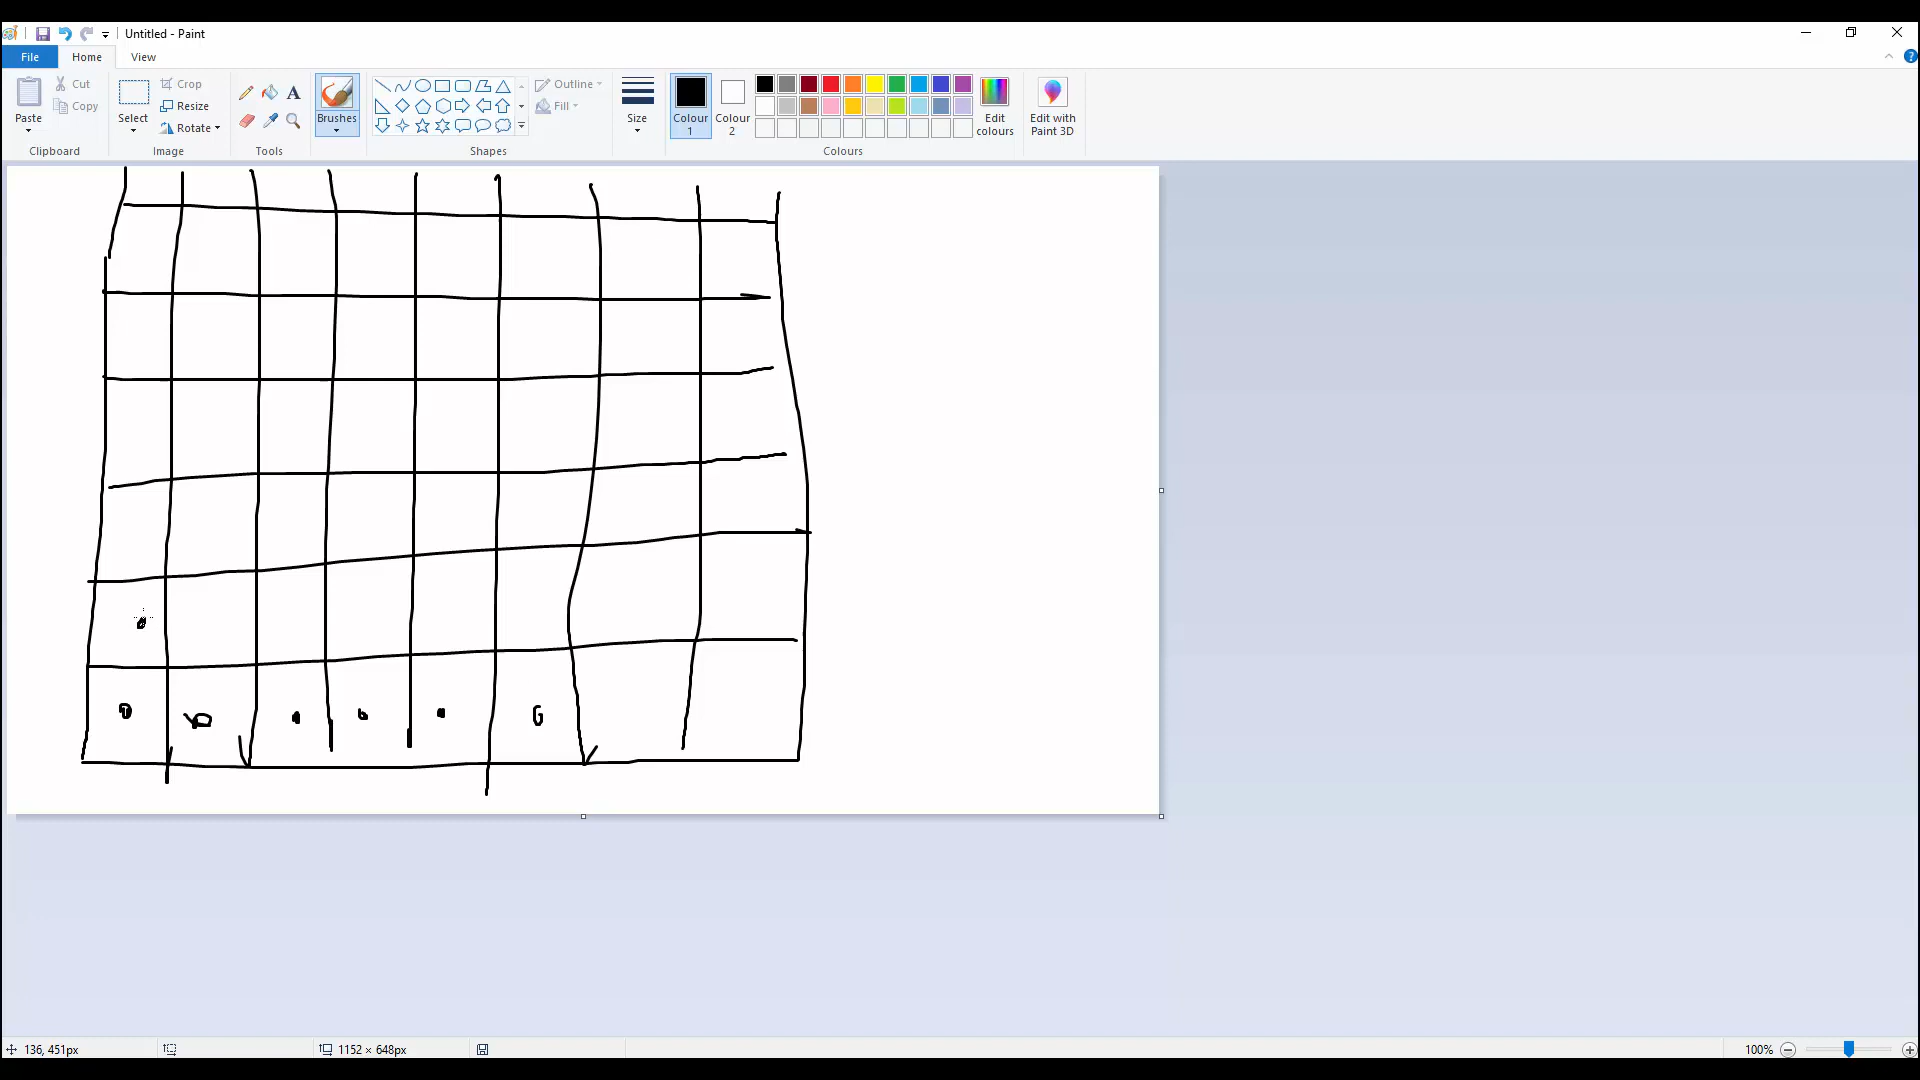 Untitled - Paint
File Home View
Paste
Cut
Copy
Clipboard
Select
Crop
Resize
Rotate
Image
A
Tools
Brushes
Shapes
Outline
Fill
Size
Colour 1
Colour 2
Edit colours
Colours
Edit with Paint 3D
G
136, 451px
1152 × 648px
100%